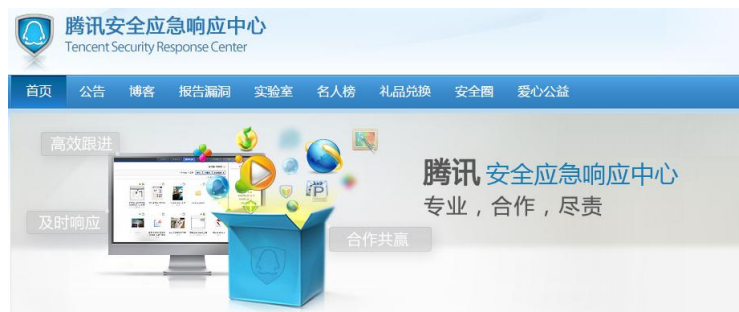 腾讯安全应急响应中心
Tencent Security Response Center
首页 公告 博客 报告漏洞 实验室 名人榜 礼品兑换 安全圈 爱心公益
高效跟进
及时响应
合作共赢
腾讯 安全应急响应中心
专业，合作，尽责